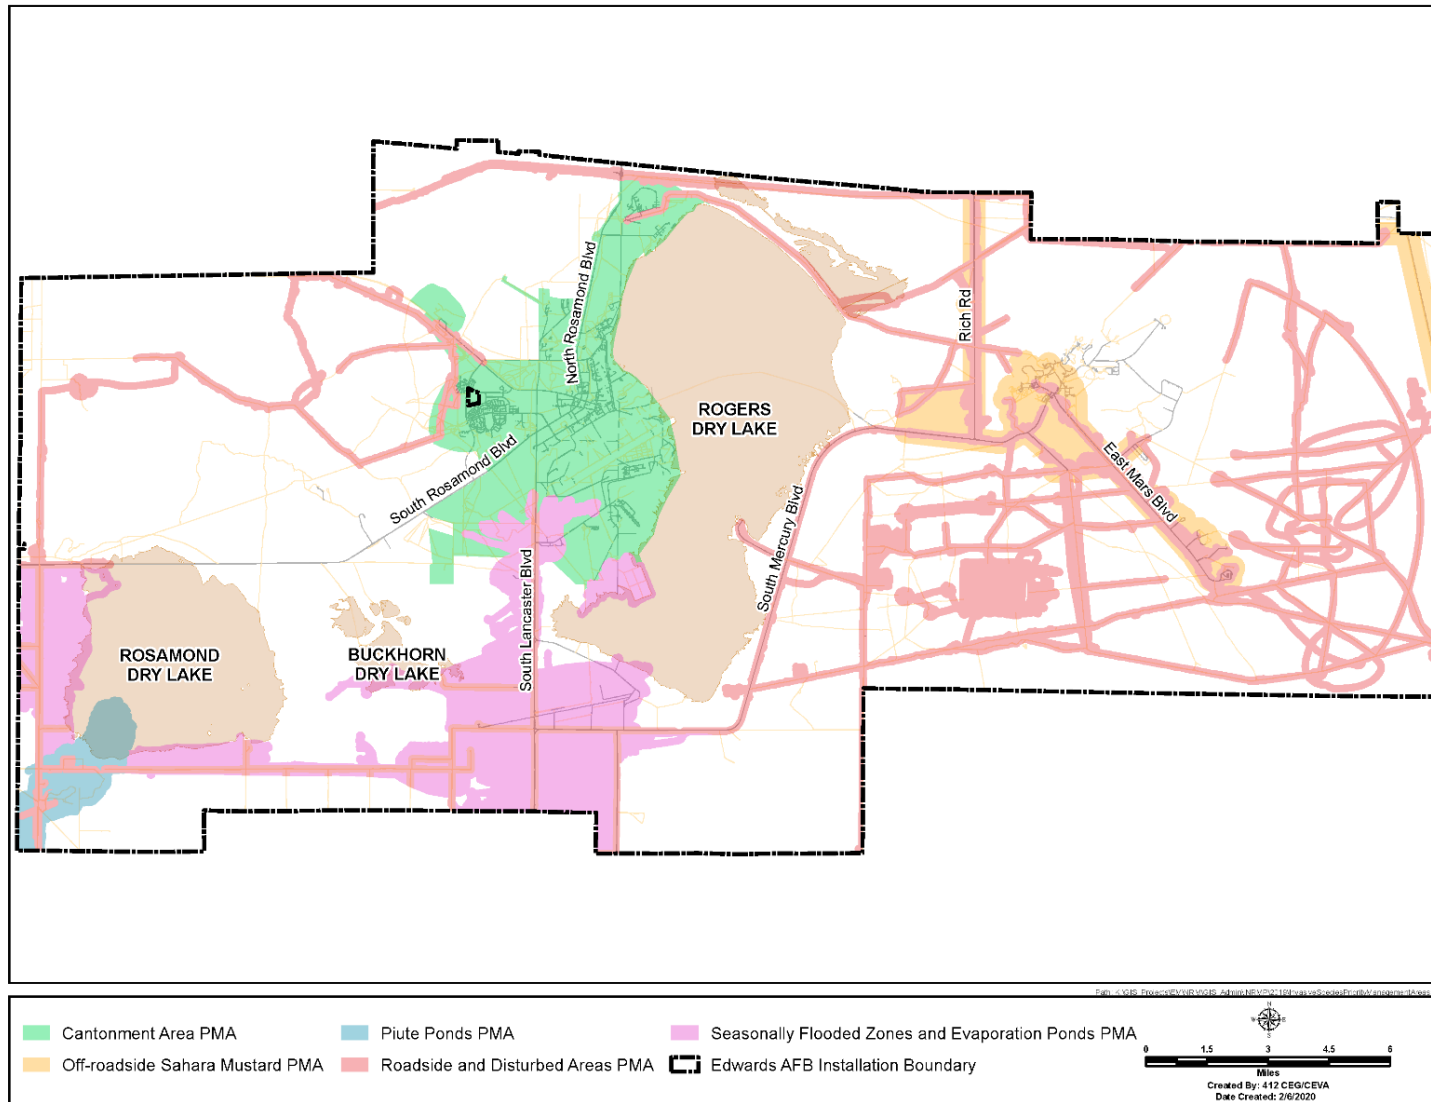 North Rosamond Blvd
Rich Rd
ROGERS
DRY LAKE
South Rosamond Blvd
East Mars Blvd
South Mercury Blvd
South Lancaster Blvd
ROSAMOND
DRY LAKE
BUCKHORN
DRY LAKE
Cantonment Area PMA
Piute Ponds PMA
Seasonally Flooded Zones and Evaporation Ponds PMA
Off-roadside Sahara Mustard PMA
Roadside and Disturbed Areas PMA
Edwards AFB Installation Boundary
N
W
E
S
0 1.5 3 4.5 6
Miles
Created By: 412 CEG/CEVA
Date Created: 2/6/2020